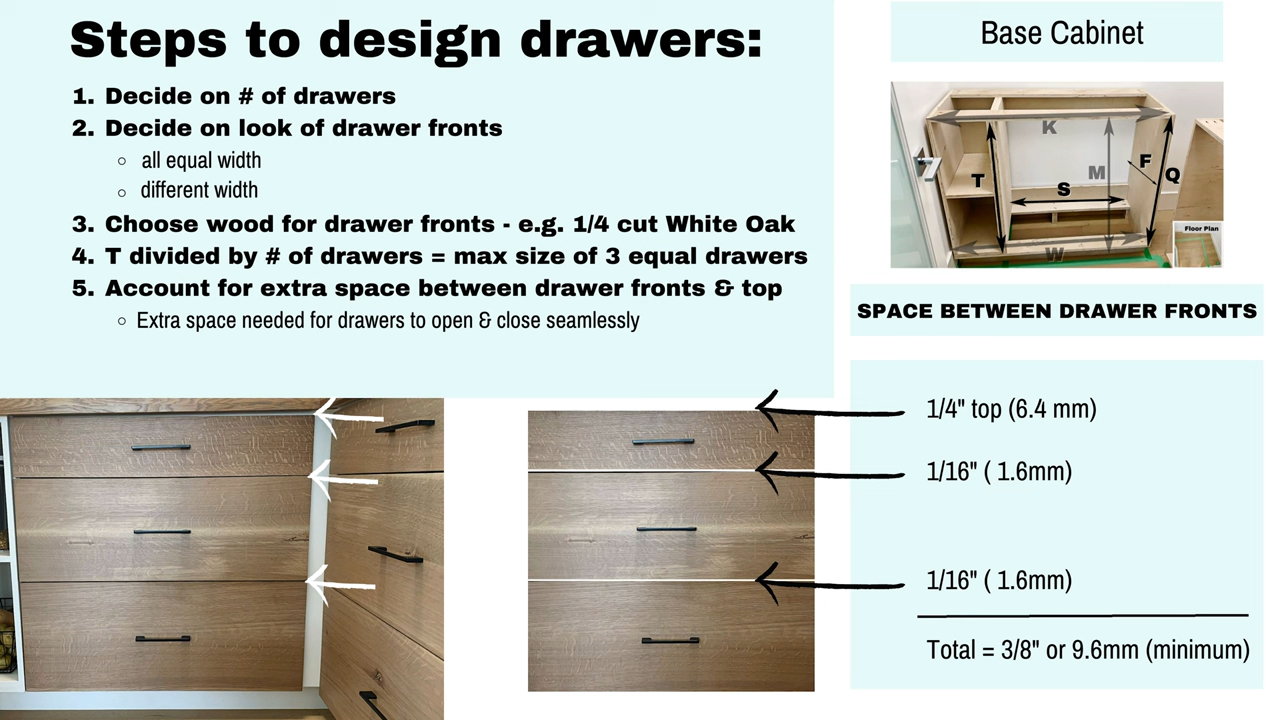 Steps to design drawers:
1. Decide on # of drawers
2. Decide on look of drawer fronts
all equal width
different width
3. Choose wood for drawer fronts - e.g. 1/4 cut White Oak
4. T divided by # of drawers = max size of 3 equal drawers
5. Account for extra space between drawer fronts & top
Extra space needed for drawers to open & close seamlessly
Base Cabinet
K
M
F
Q
T
S
W
Floor Plan
SPACE BETWEEN DRAWER FRONTS
1/4" top (6.4 mm)
1/16" ( 1.6mm)
1/16" ( 1.6mm)
Total = 3/8" or 9.6mm (minimum)